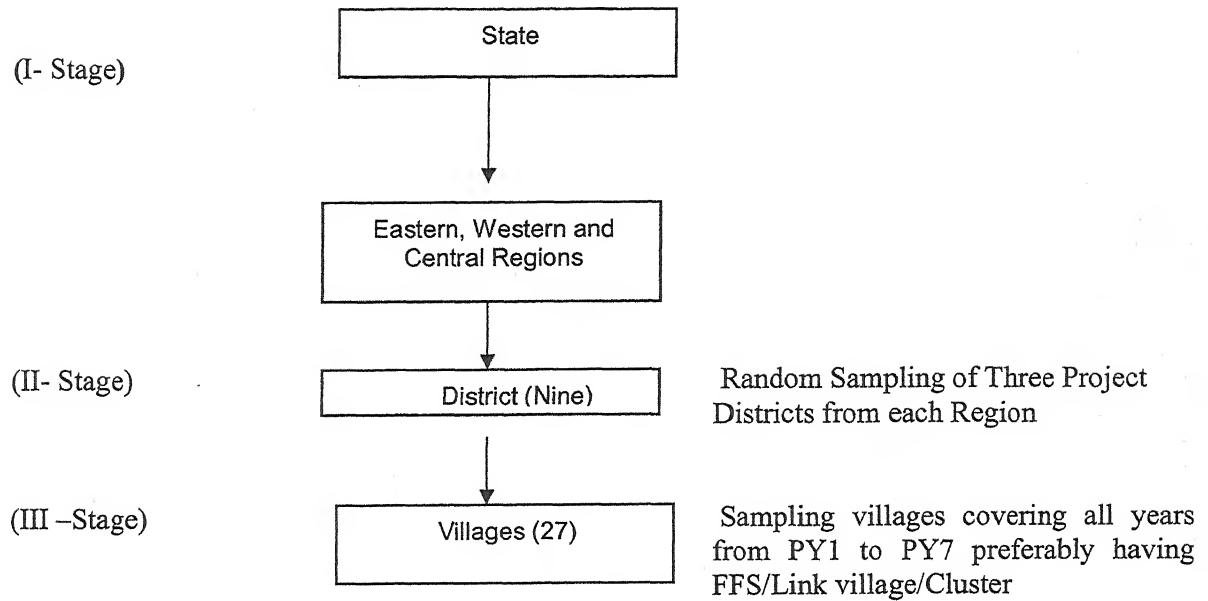 State
(I- Stage)
Eastern, Western and
Central Regions
(II- Stage)
District (Nine)
Random Sampling of Three Project
Districts from each Region
(III –Stage)
Villages (27)
Sampling villages covering all years
from PY1 to PY7 preferably having
FFS/Link village/Cluster